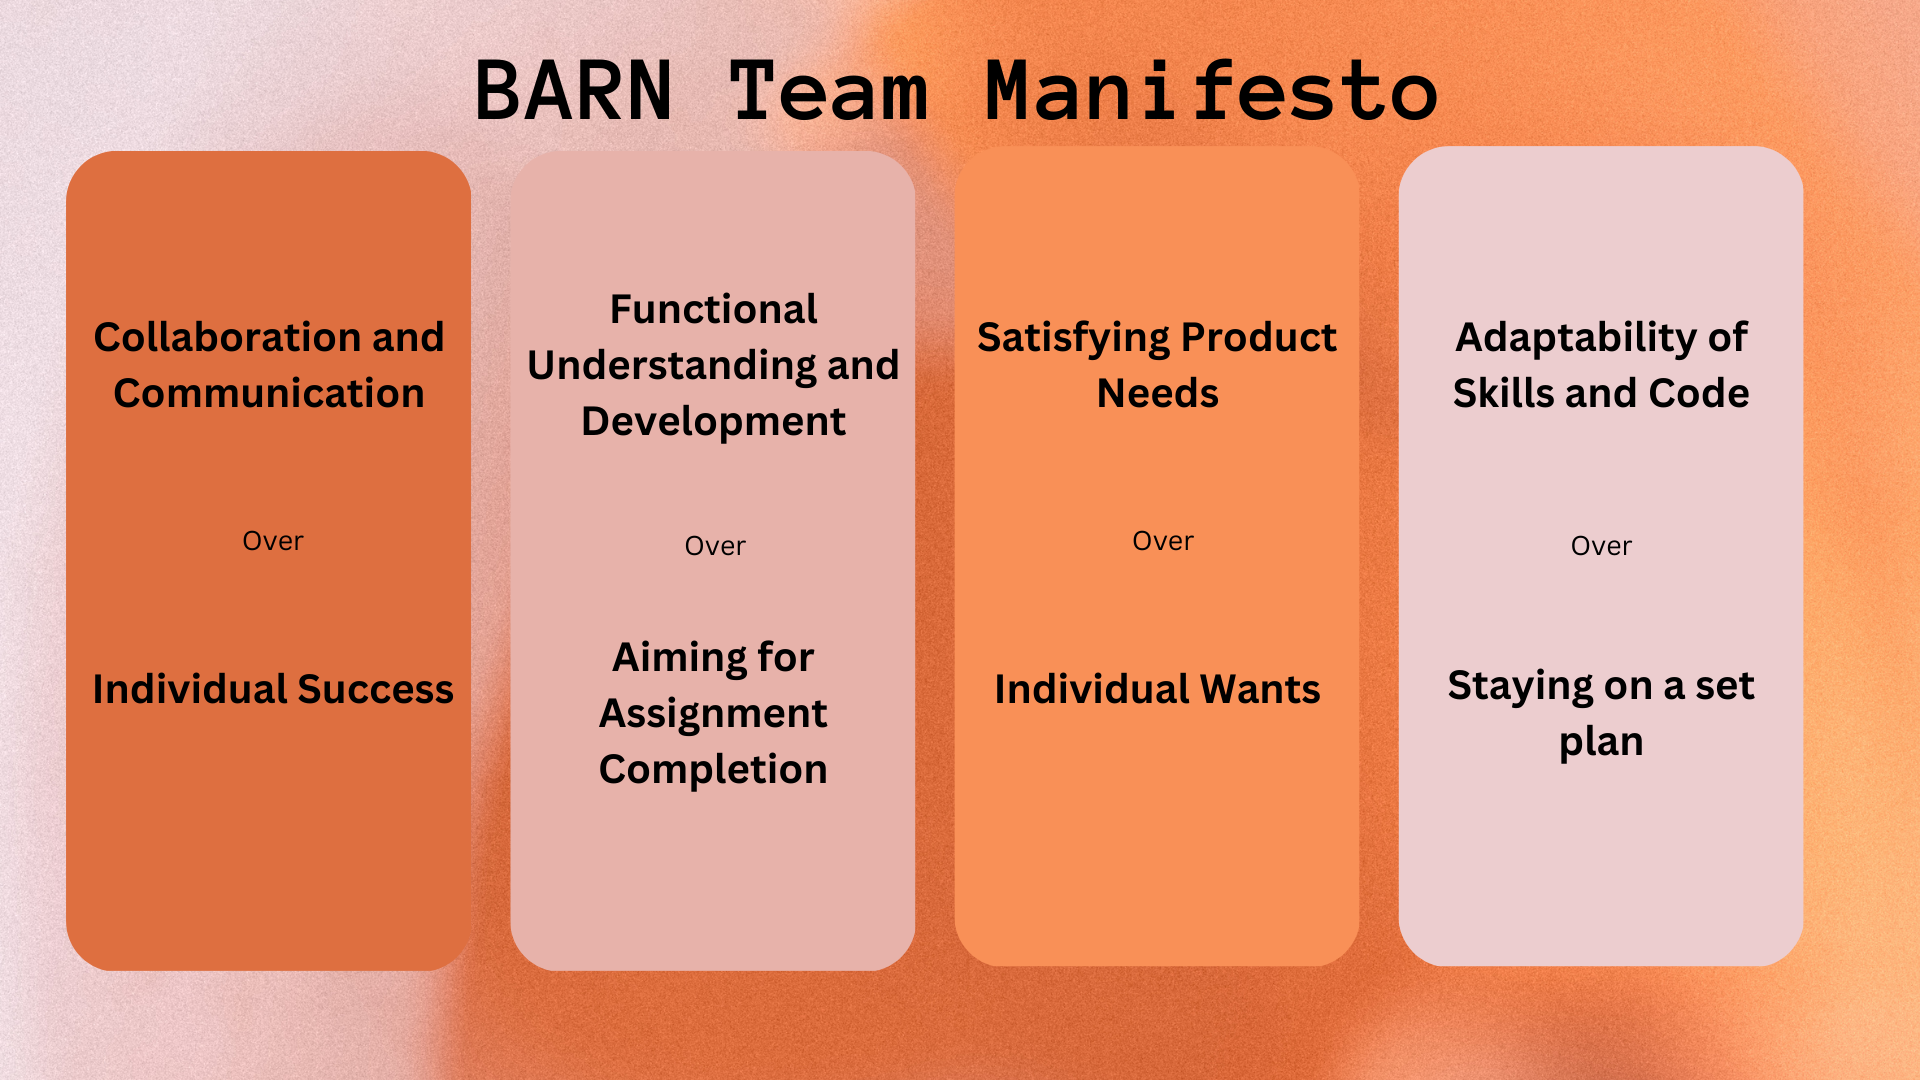 BARN Team Manifesto
Collaboration and
Communication
Over
Individual Success
Functional
Understanding and
Development
Over
Aiming for
Assignment
Completion
Satisfying Product
Needs
Over
Individual Wants
Adaptability of
Skills and Code
Over
Staying on a set
plan